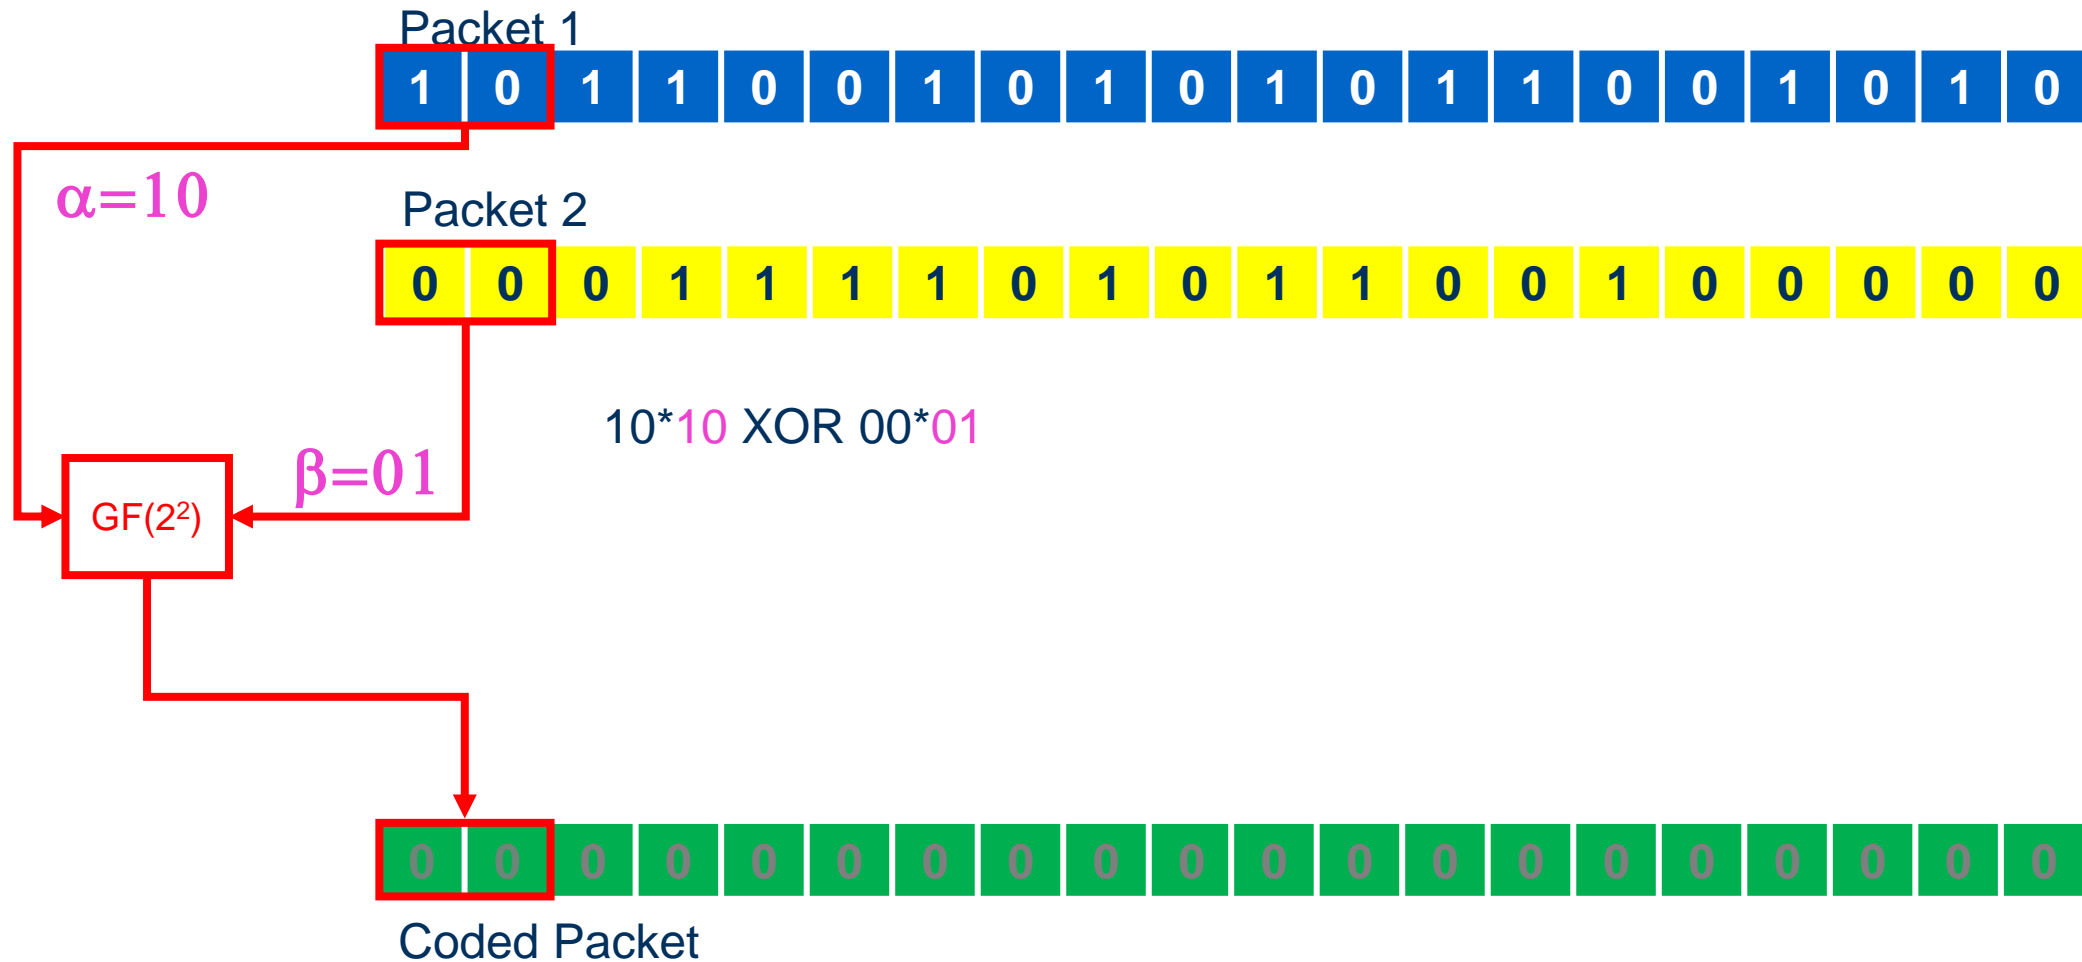 Packet 1
1 0 1 1 0 0 1 0 1 0 1 0 1 1 0 0 1 0 1 0
α=10
Packet 2
0 0 0 1 1 1 1 0 1 0 1 1 0 0 1 0 0 0 0 0
10*10 XOR 00*01
β=01
GF(2²)
0 0 0 0 0 0 0 0 0 0 0 0 0 0 0 0 0 0 0 0
Coded Packet